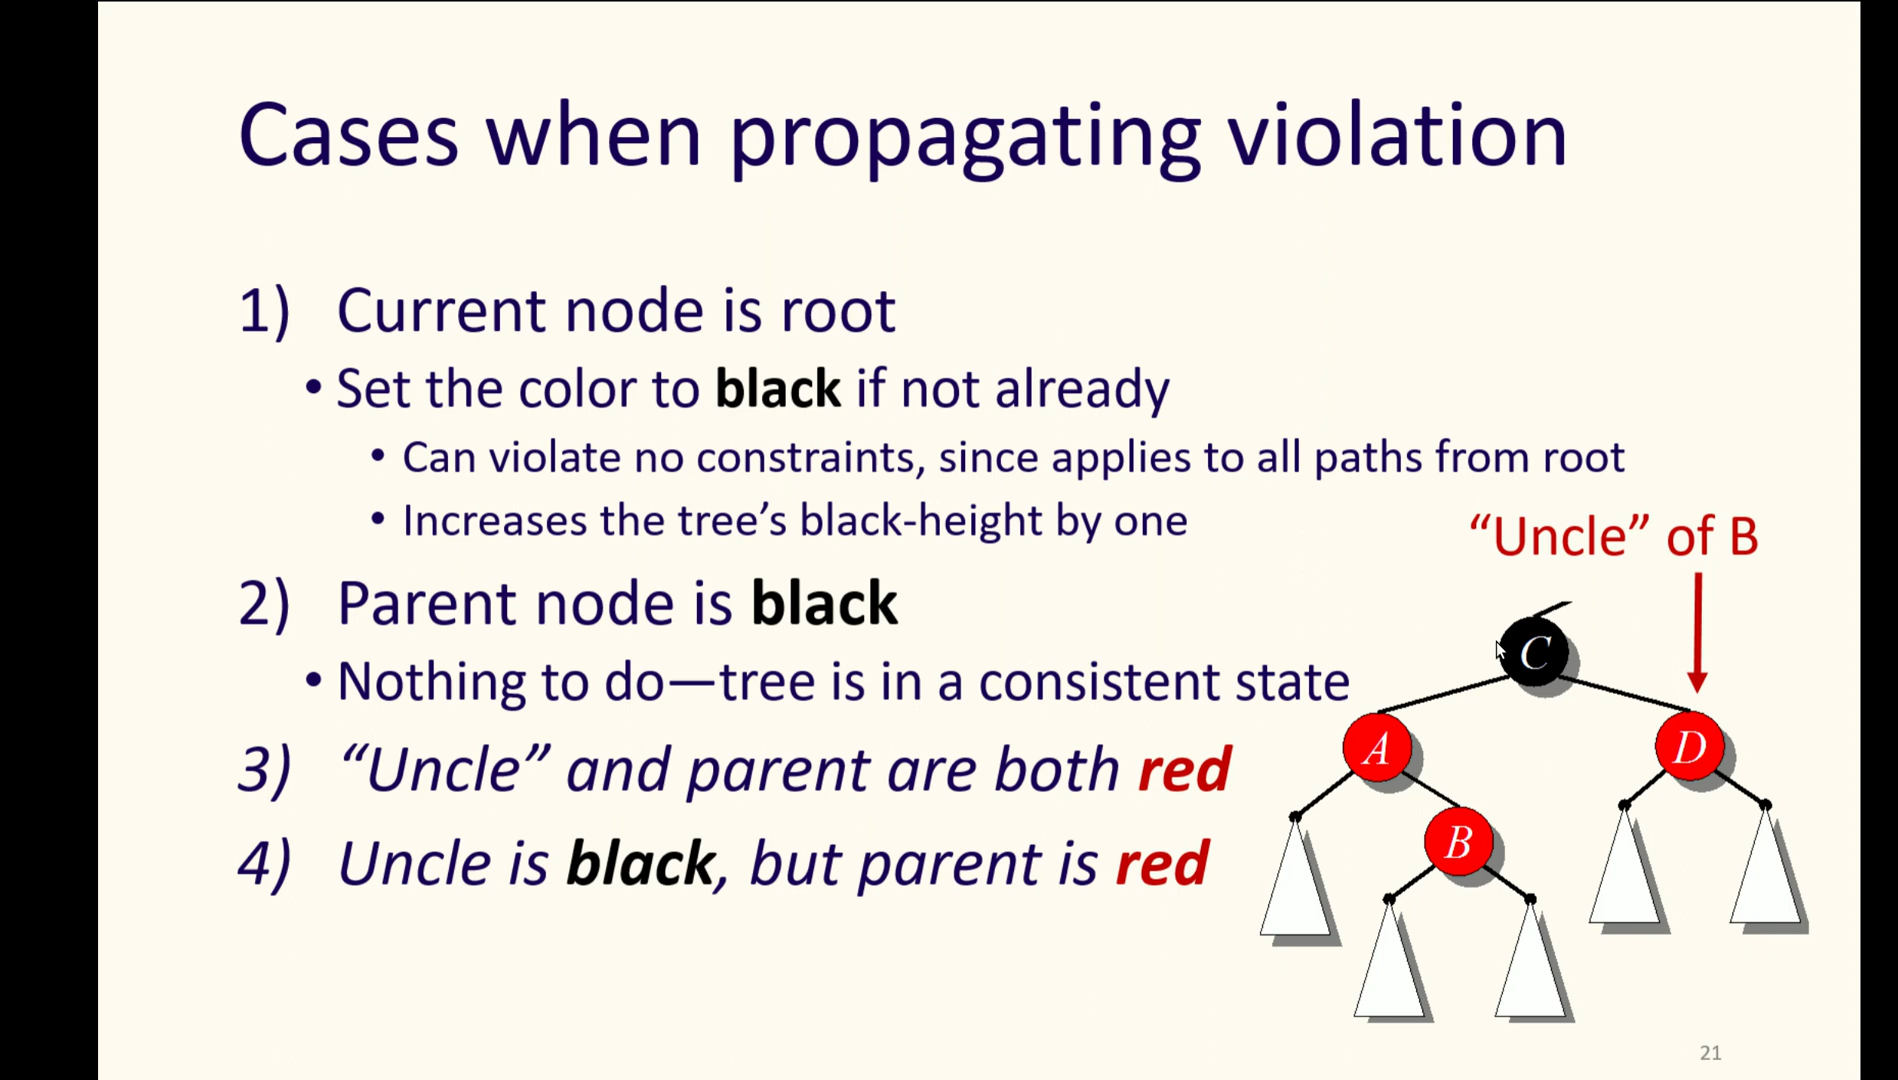 Cases when propagating violation
1) Current node is root
• Set the color to black if not already
• Can violate no constraints, since applies to all paths from root
• Increases the tree’s black-height by one
“Uncle” of B
2) Parent node is black
• Nothing to do—tree is in a consistent state
3) “Uncle” and parent are both red
4) Uncle is black, but parent is red
C
A
D
B
21